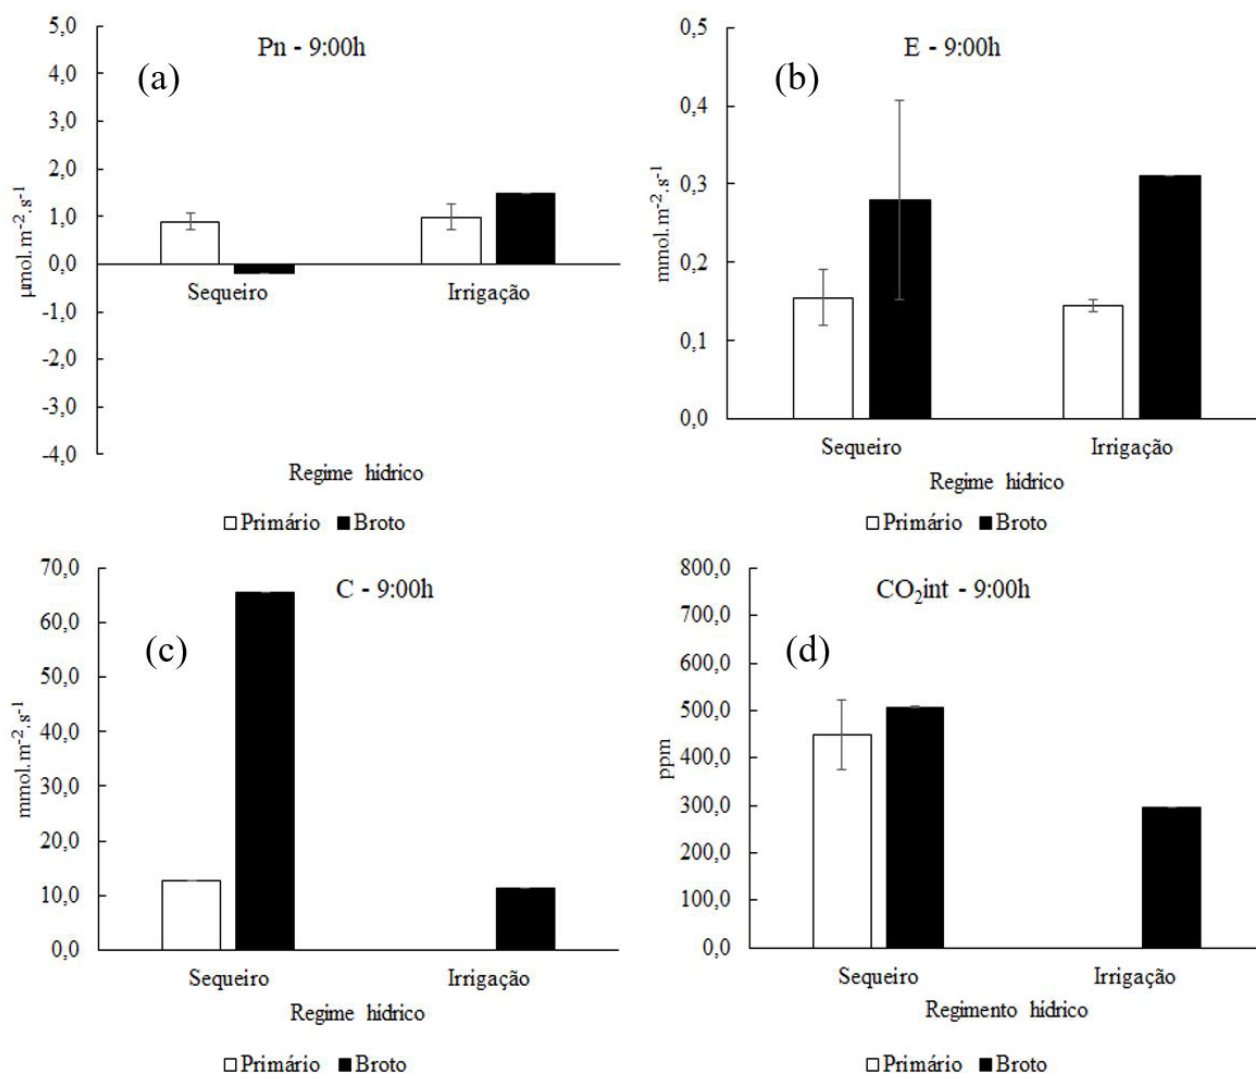 Pn - 9:00h
(a)
5,0
4,0
3,0
2,0
1,0
0,0
-1,0
-2,0
-3,0
-4,0
µmol.m⁻².s⁻¹
Sequeiro Irrigação
Regime hídrico
Primário Broto
E - 9:00h
(b)
0,5
0,4
0,3
0,2
0,1
0,0
mmol.m⁻².s⁻¹
Sequeiro Irrigação
Regime hídrico
Primário Broto
C - 9:00h
(c)
70,0
60,0
50,0
40,0
30,0
20,0
10,0
0,0
mmol.m⁻².s⁻¹
Sequeiro Irrigação
Regime hídrico
Primário Broto
CO₂int - 9:00h
(d)
800,0
700,0
600,0
500,0
400,0
300,0
200,0
100,0
0,0
ppm
Sequeiro Irrigação
Regimento hídrico
Primário Broto